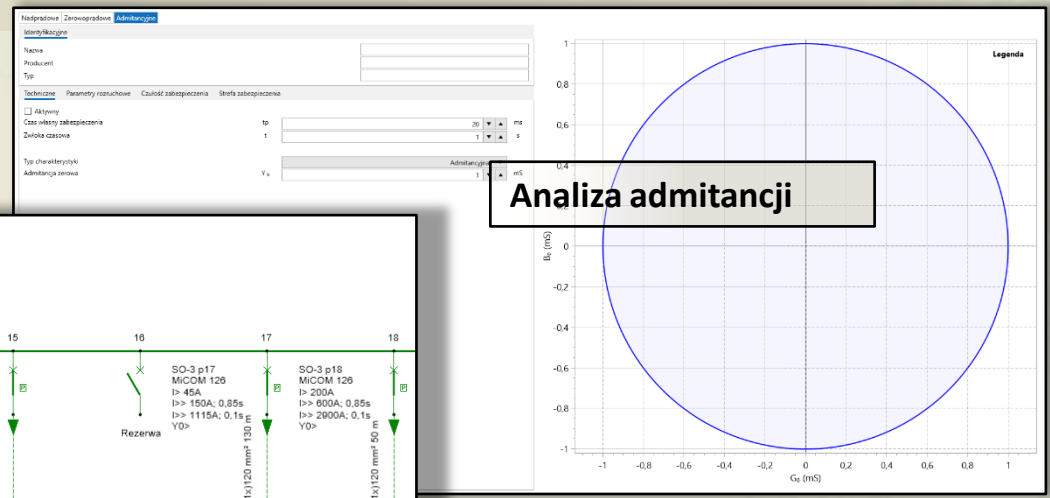 Nadprądowe Zerowoprądowe Admitancyjne
Identyfikacyjne
Nazwa
Producent
Typ
Techniczne Parametry rozruchowe Czułość zabezpieczenia Strefa zabezpieczenia
Aktywny
Czas własny zabezpieczenia tp 20 ms
Zwłoka czasowa t 1 s
Typ charakterystyki
Admitancja zerowa Y₀ 1 mS
Analiza admitancji
Legenda
1
0,8
0,6
0,4
0
-0,2
-0,4
-0,6
-0,8
-1
B₀ (mS)
-1 -0,8 -0,6 -0,4 -0,2 0 0,2 0,4 0,6 0,8 1
G₀ (mS)
15 16 17 18
P
Rezerwa
SO-3 p17
MiCOM 126
I> 45A
I>> 150A; 0,85s
I>> 1115A; 0,1s
Y0>
1x)120 mm² 130 m
P
SO-3 p18
MiCOM 126
I> 200A
I>> 600A; 0,85s
I>> 2900A; 0,1s
Y0>
1x)120 mm² 50 m
P